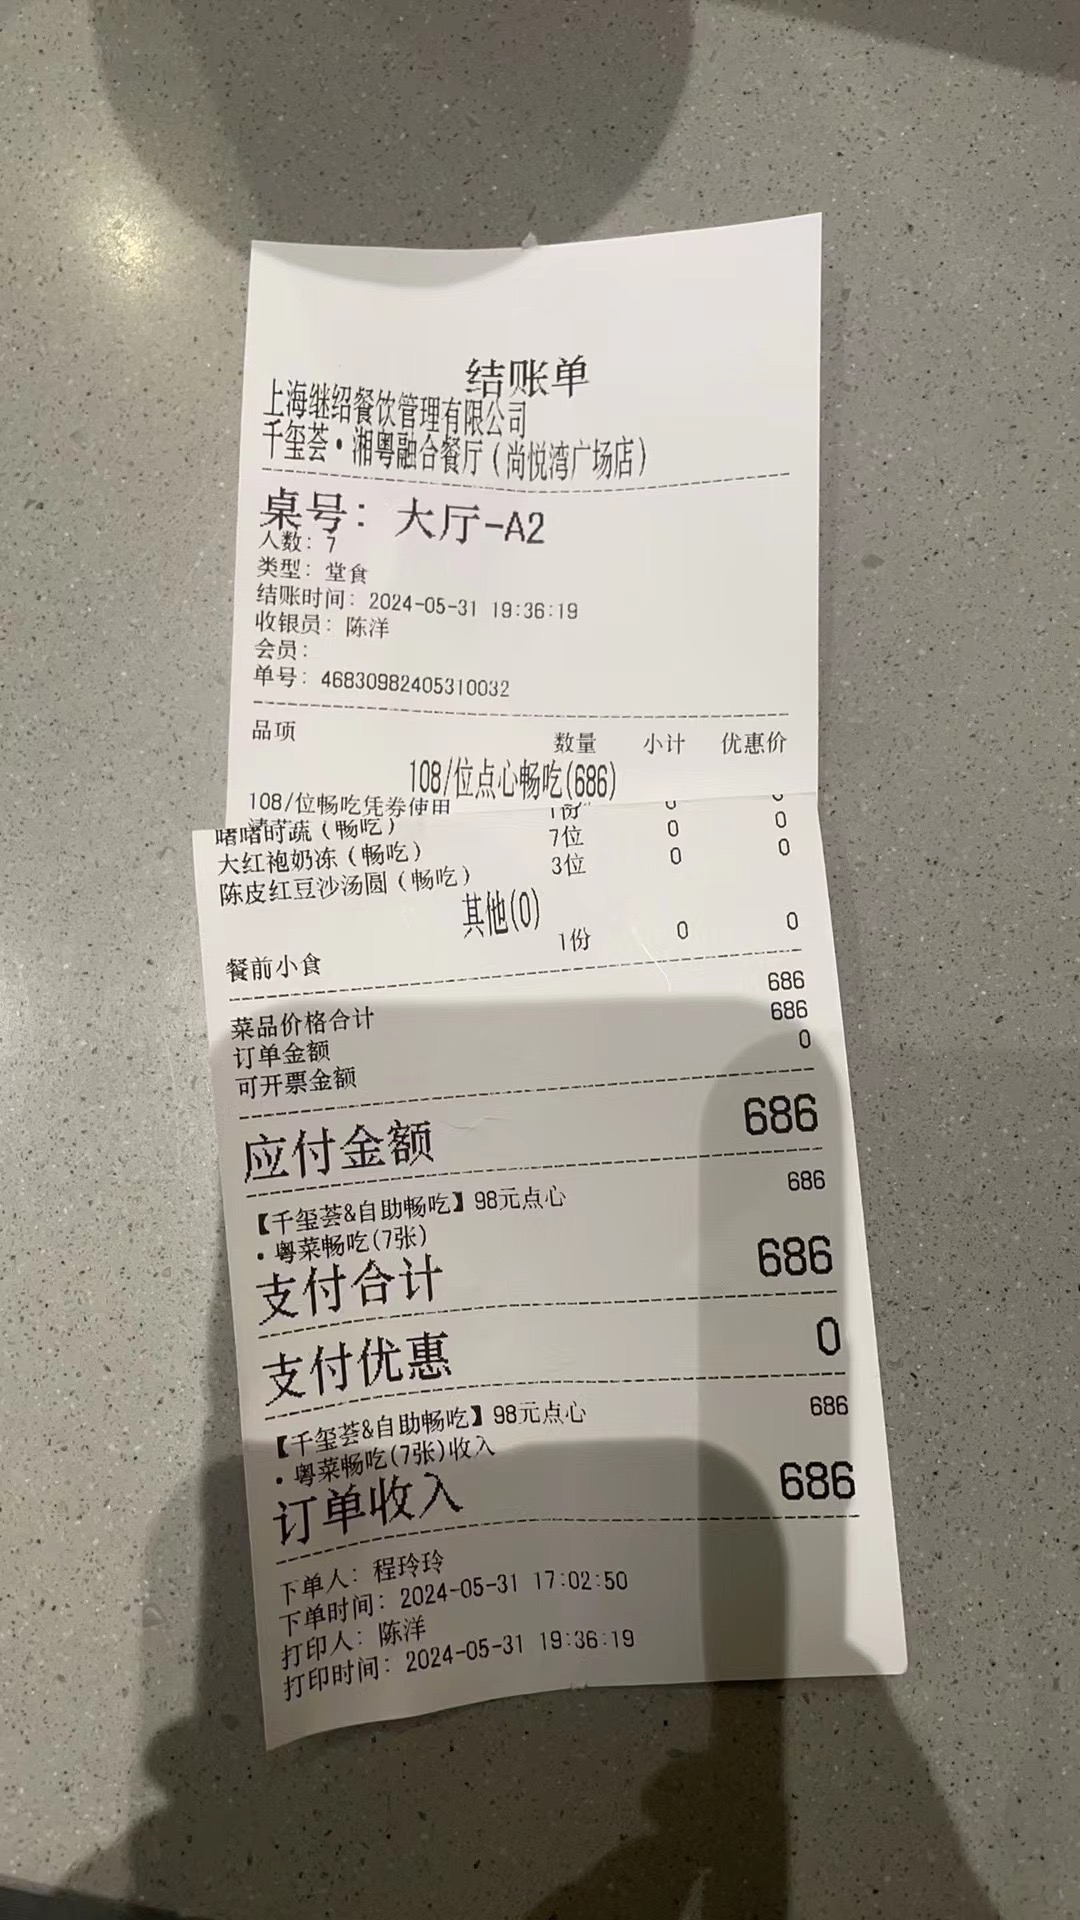 结账单
上海继绍餐饮管理有限公司
千玺荟·湘粤融合餐厅(尚悦湾广场店)
桌号: 大厅-A2
人数: 7
类型: 堂食
结账时间: 2024-05-31 19:36:19
收银员: 陈洋
会员:
单号: 46830982405310032
品项 数量 小计 优惠价
108/位点心畅吃(686)
108/位畅吃凭券使用 1份 0 0
啫啫时蔬(畅吃) 7位 0 0
大红袍奶冻(畅吃) 3位 0 0
陈皮红豆沙汤圆(畅吃)
其他(0)
餐前小食 1份 0 0
菜品价格合计 686
订单金额 686
可开票金额 0
应付金额 686
【千玺荟&自助畅吃】98元点心 686
·粤菜畅吃(7张)
支付合计 686
支付优惠 0
【千玺荟&自助畅吃】98元点心 686
·粤菜畅吃(7张)收入
订单收入 686
下单人: 程玲玲
下单时间: 2024-05-31 17:02:50
打印人: 陈洋
打印时间: 2024-05-31 19:36:19